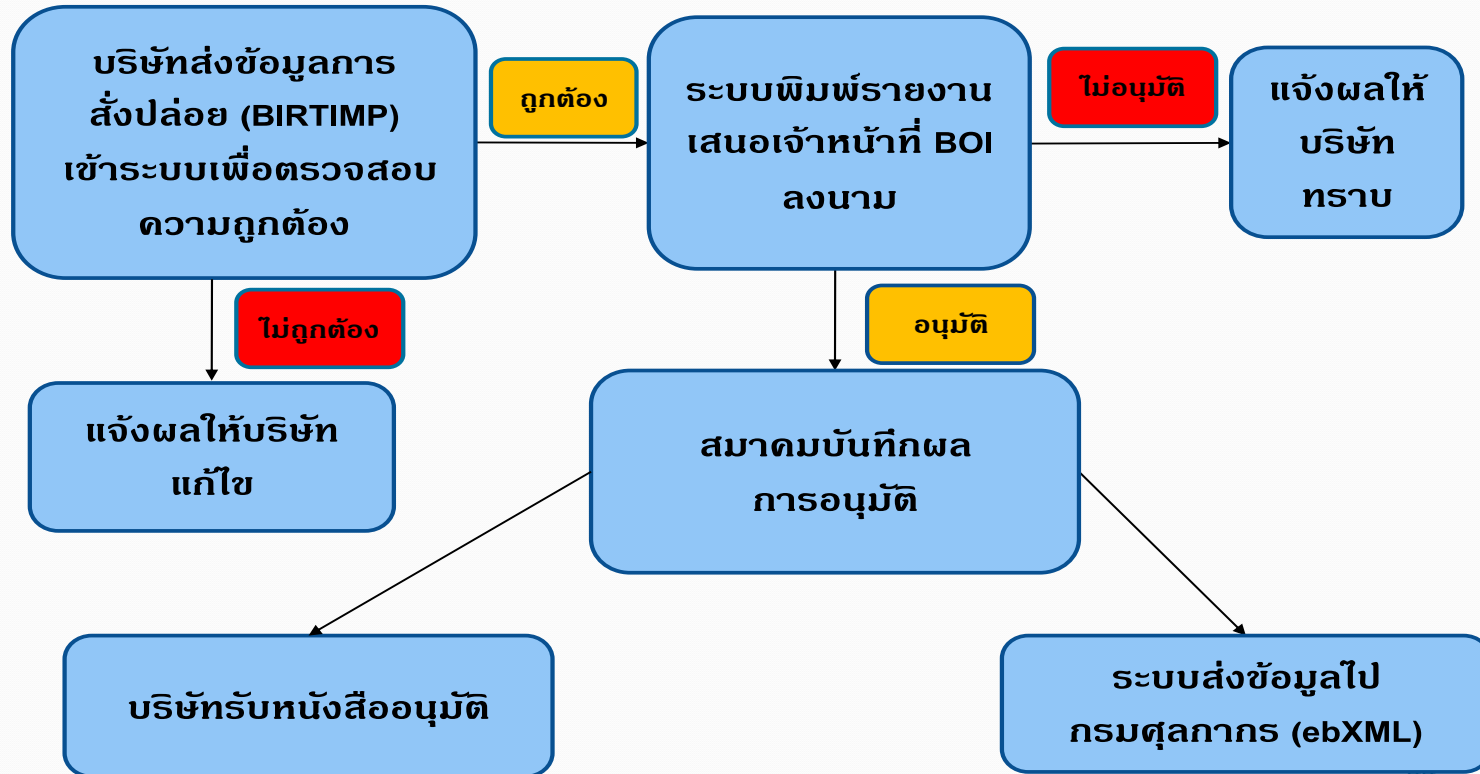 บริษัทส่งข้อมูลการ
สั่งปล่อย (BIRTIMP)
เข้าระบบเพื่อตรวจสอบ
ความถูกต้อง
ถูกต้อง
ระบบพิมพ์รายงาน
เสนอเจ้าหน้าที่ BOI
ลงนาม
ไม่อนุมัติ
แจ้งผลให้
บริษัท
ทราบ
ไม่ถูกต้อง
อนุมัติ
แจ้งผลให้บริษัท
แก้ไข
สมาคมบันทึกผล
การอนุมัติ
บริษัทรับหนังสืออนุมัติ
ระบบส่งข้อมูลไป
กรมศุลกากร (ebXML)